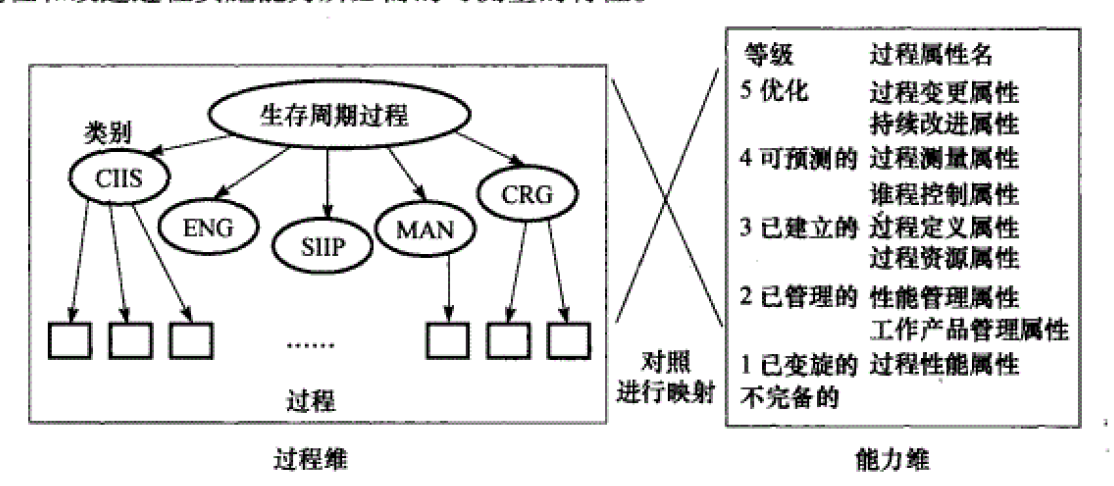 生存周期过程
类别
CIIS
ENG
SIIP
MAN
CRG
……
过程
过程维
对照
进行映射
等级 过程属性名
5 优化 过程变更属性
持续改进属性
4 可预测的 过程测量属性
谁程控制属性
3 已建立的 过程定义属性
过程资源属性
2 已管理的 性能管理属性
工作产品管理属性
1 已变旋的 过程性能属性
不完备的
能力维